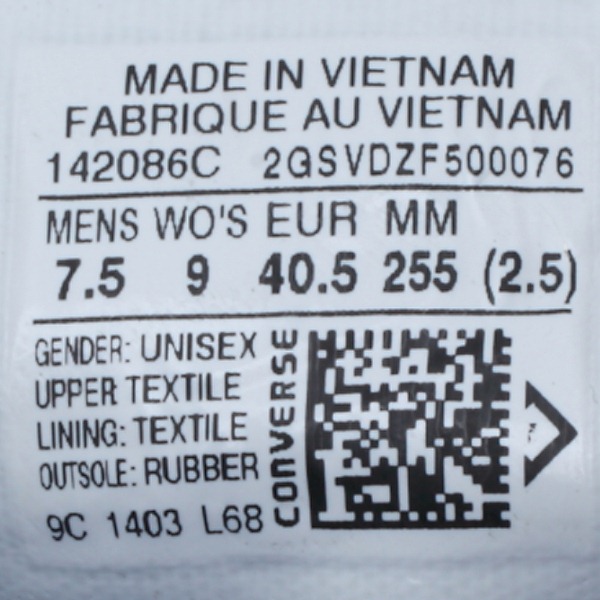 MADE IN VIETNAM
FABRIQUE AU VIETNAM
142086C 2GSVDZF500076
MENS WO'S EUR MM
7.5 9 40.5 255 (2.5)
GENDER: UNISEX
UPPER TEXTILE
LINING: TEXTILE
OUTSOLE: RUBBER
9C 1403 L68
CONVERSE